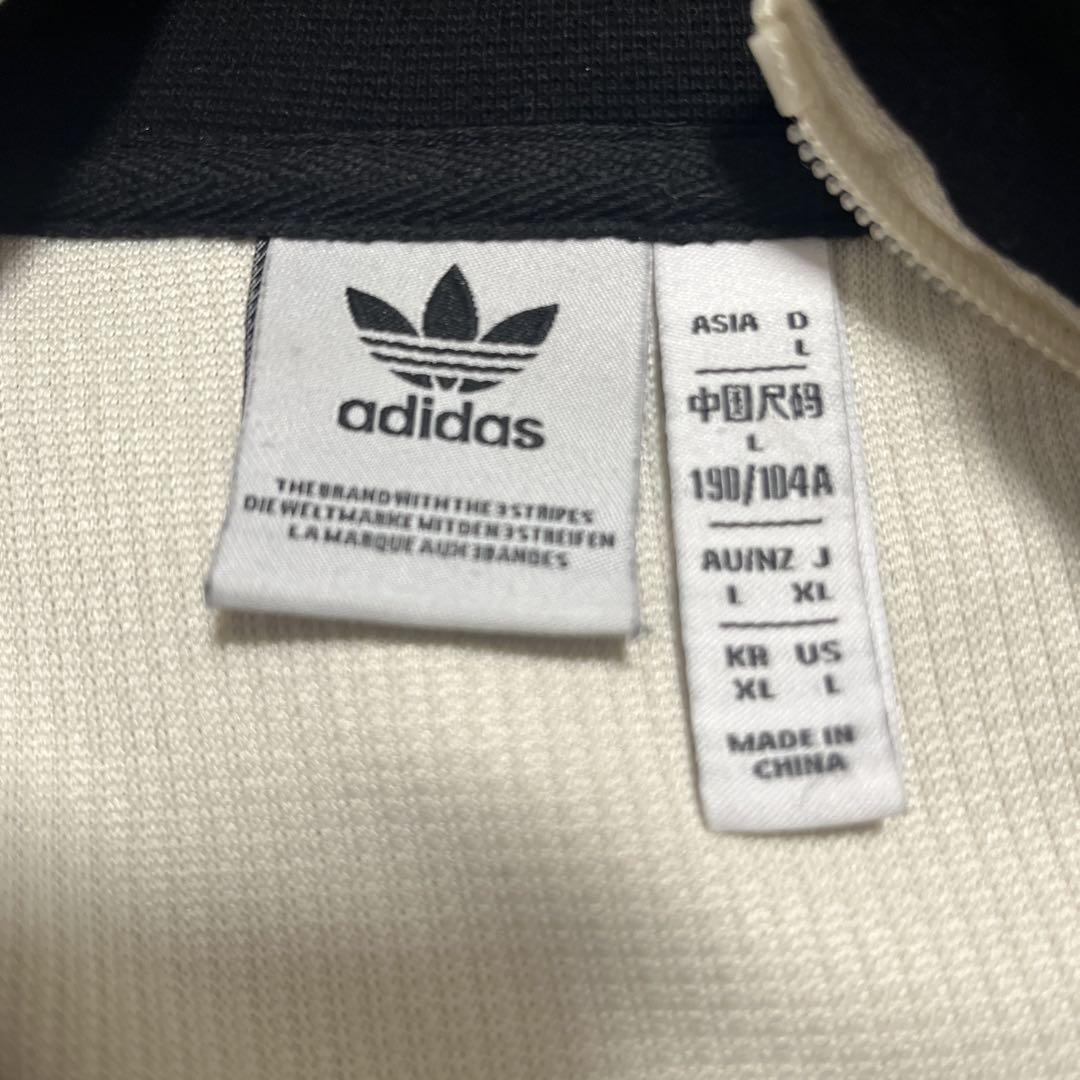 adidas
THE BRAND WITH THE 3 STRIPES
DIE WELTMARKE MIT DEN 3 STREIFEN
LA MARQUE AUX 3 BANDES
ASIA D
L
中国尺码
L
190/104A
AU/NZ J
L XL
KR US
XL L
MADE IN
CHINA